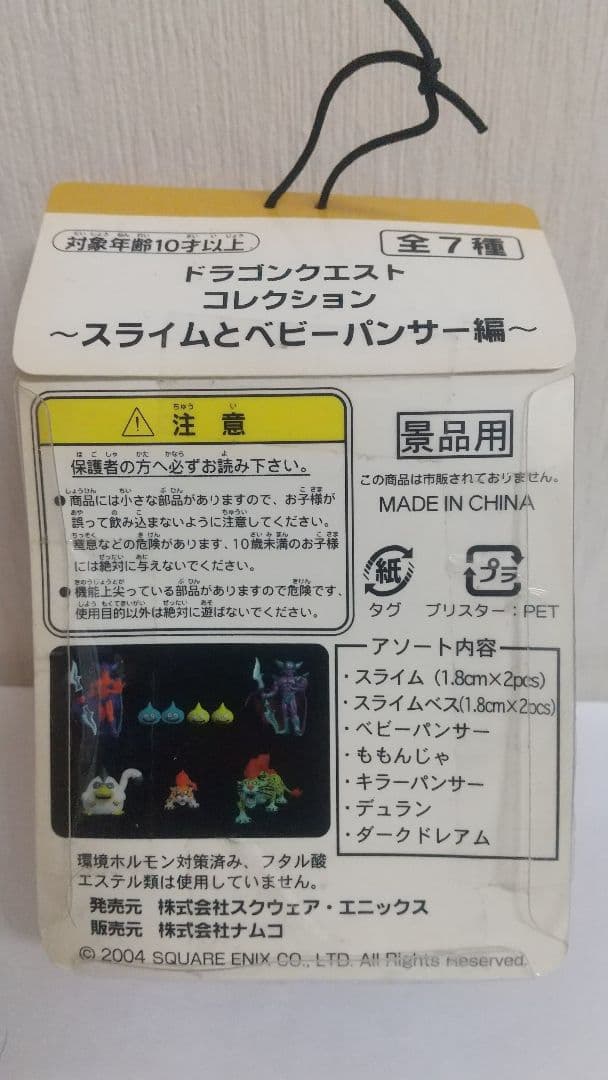 対象年齢10才以上
全7種
ドラゴンクエスト
コレクション
～スライムとベビーパンサー編～
注意
保護者の方へ必ずお読み下さい。
商品には小さな部品がありますので、お子様が
誤って飲み込まないように注意してください。
窒息などの危険があります、10歳未満のお子様
には絶対に与えないでください。
機能上尖っている部品がありますので危険です、
使用目的以外は絶対に遊ばないでください。
景品用
この商品は市販されておりません。
MADE IN CHINA
紙
タグ
プラ
ブリスター：PET
アソート内容
・スライム（1.8cm×2pcs）
・スライムベス(1.8cm×2pcs)
・ベビーパンサー
・ももんじゃ
・キラーパンサー
・デュラン
・ダークドレアム
環境ホルモン対策済み、フタル酸
エステル類は使用していません。
発売元 株式会社スクウェア・エニックス
販売元 株式会社ナムコ
© 2004 SQUARE ENIX CO., LTD. All Rights Reserved.